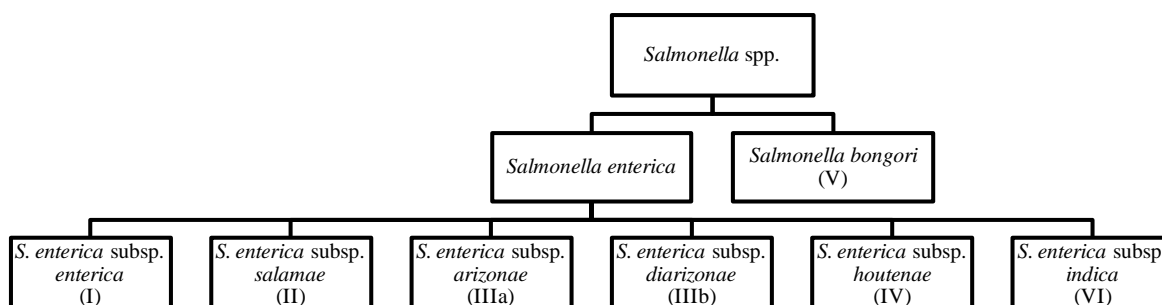 Salmonella spp.
Salmonella enterica
Salmonella bongori
(V)
S. enterica subsp.
enterica
(I)
S. enterica subsp.
salamae
(II)
S. enterica subsp.
arizonae
(IIIa)
S. enterica subsp.
diarizonae
(IIIb)
S. enterica subsp.
houtenae
(IV)
S. enterica subsp
indica
(VI)